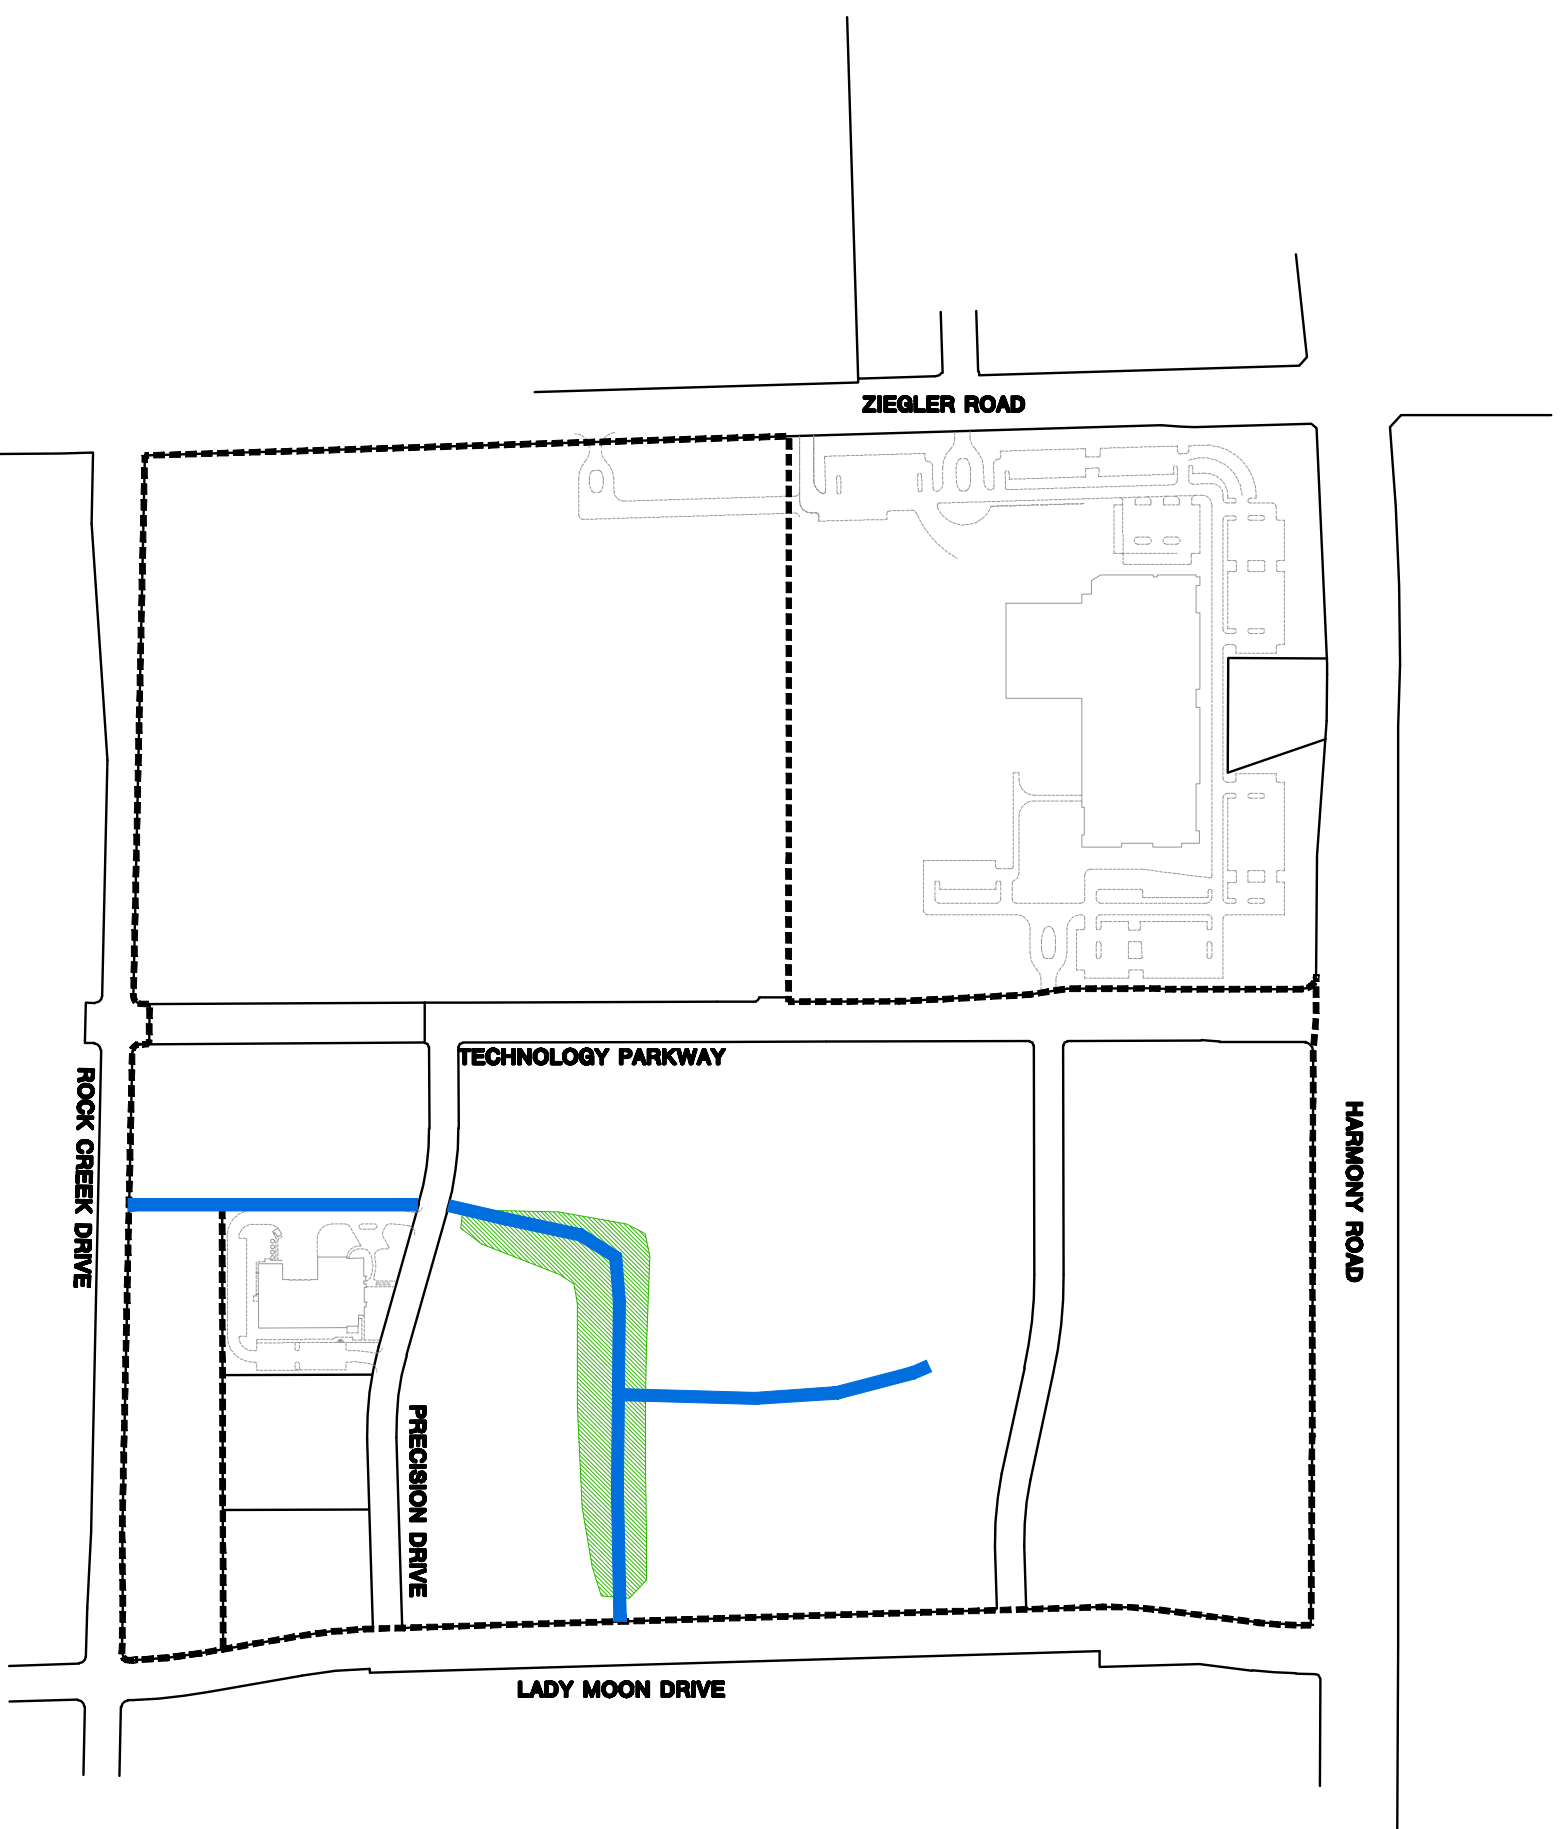 ZIEGLER ROAD
TECHNOLOGY PARKWAY
ROCK CREEK DRIVE
HARMONY ROAD
PRECISION DRIVE
LADY MOON DRIVE